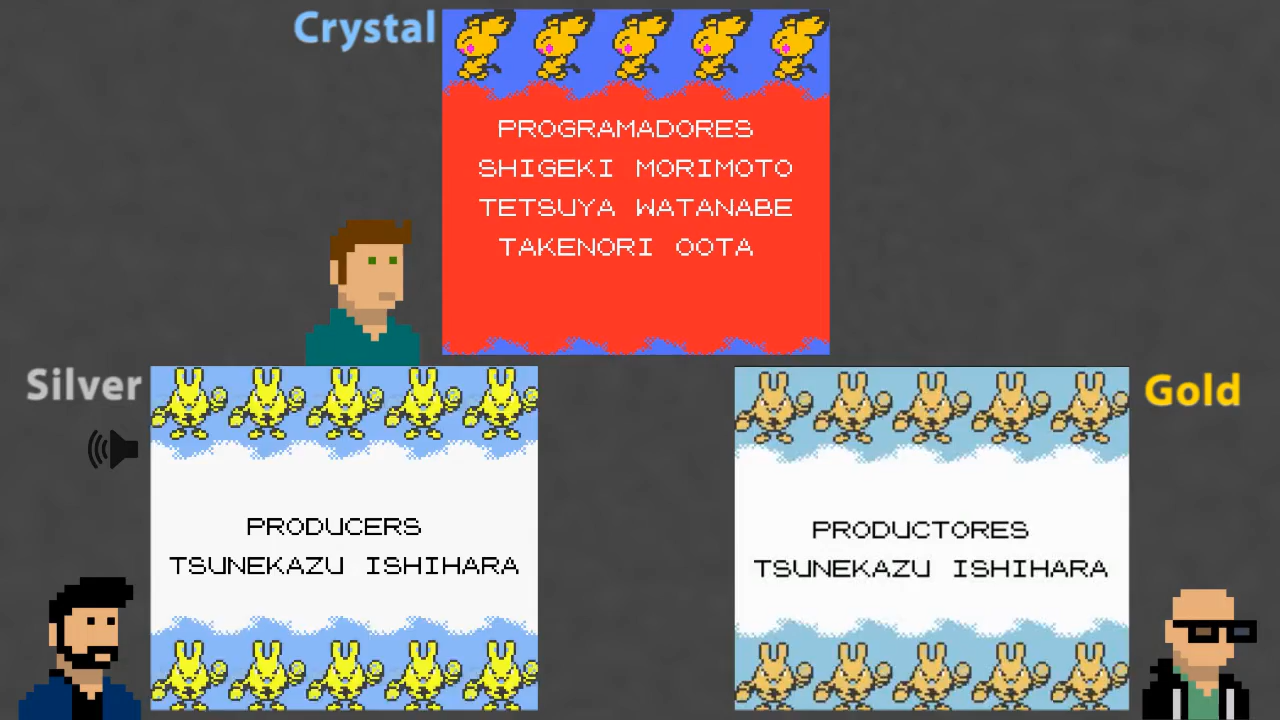 Crystal
PROGRAMADORES
SHIGEKI MORIMOTO
TETSUYA WATANABE
TAKENORI OOTA
Silver
PRODUCERS
TSUNEKAZU ISHIHARA
Gold
PRODUCTORES
TSUNEKAZU ISHIHARA